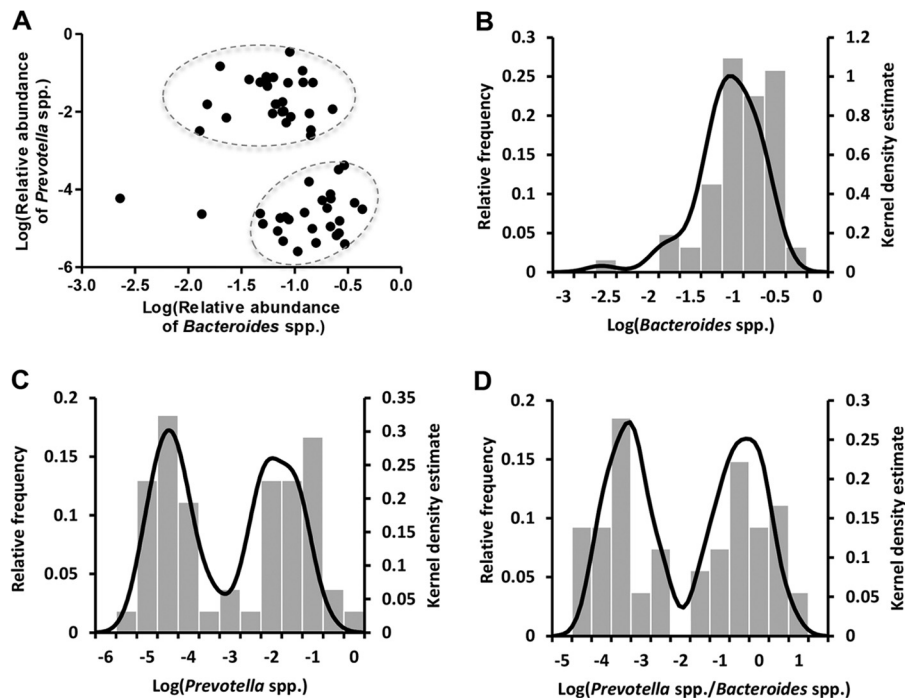 A
Log(Relative abundance
of Prevotella spp.)
0
-2
-4
-6
-3.0 -2.5 -2.0 -1.5 -1.0 -0.5 0.0
Log(Relative abundance
of Bacteroides spp.)
B
Relative frequency
0.3
0.25
0.2
0.15
0.1
0.05
0
1.2
1
0.8
0.6
0.4
0.2
0
Kernel density estimate
-3 -2.5 -2 -1.5 -1 -0.5 0
Log(Bacteroides spp.)
C
Relative frequency
0.2
0.15
0.1
0.05
0
0.35
0.3
0.25
0.2
0.15
0.1
0.05
0
Kernel density estimate
-6 -5 -4 -3 -2 -1 0
Log(Prevotella spp.)
D
Relative frequency
0.2
0.15
0.1
0.05
0
0.3
0.25
0.2
0.15
0.1
0.05
0
Kernel density estimate
-5 -4 -3 -2 -1 0 1
Log(Prevotella spp./Bacteroides spp.)